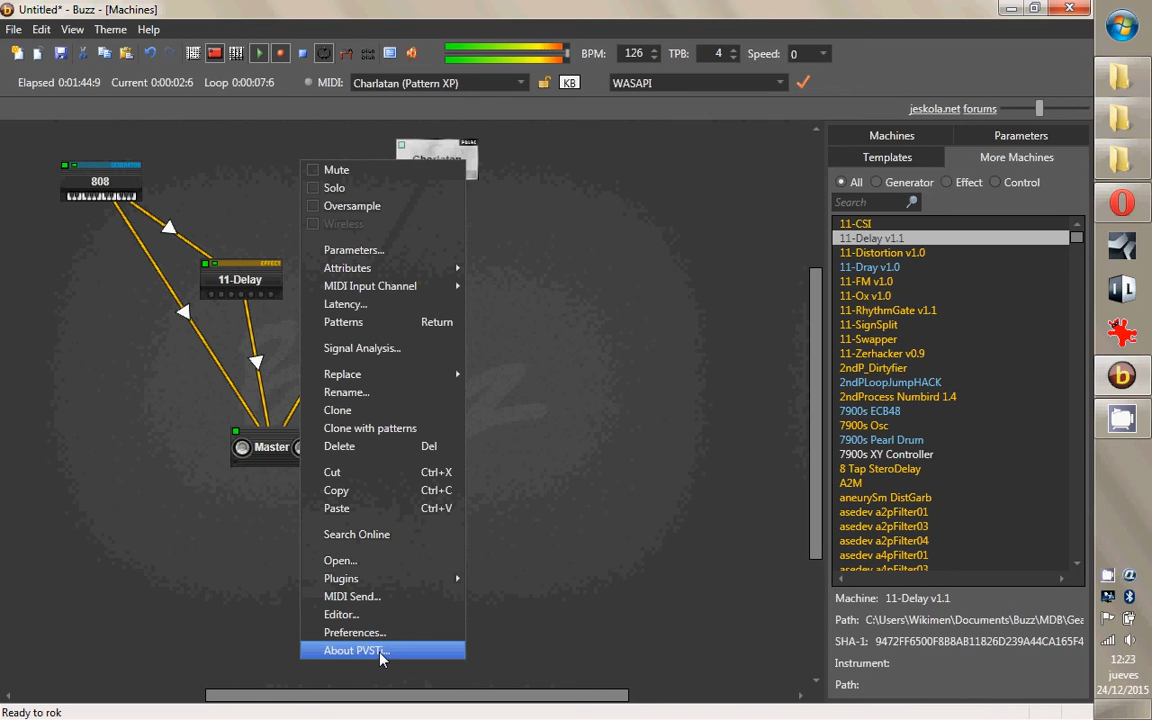 Untitled* - Buzz - [Machines]
File Edit View Theme Help
BPM: 126 TPB: 4 Speed: 0
Elapsed 0:01:44:9 Current 0:00:02:6 Loop 0:00:07:6 MIDI: Charlatan (Pattern XP) KB WASAPI
jeskola.net forums
Machines Parameters
Templates More Machines
All Generator Effect Control
Search
11-CSI
11-Delay v1.1
11-Distortion v1.0
11-Dray v1.0
11-FM v1.0
11-Ox v1.0
11-RhythmGate v1.1
11-SignSplit
11-Swapper
11-Zerhacker v0.9
2ndP_Dirtyfier
2ndPLoopJumpHACK
2ndProcess Numbird 1.4
7900s ECB48
7900s Osc
7900s Pearl Drum
7900s XY Controller
8 Tap SteroDelay
A2M
aneurySm DistGarb
asedev a2pFilter01
asedev a2pFilter03
asedev a2pFilter04
asedev a4pFilter01
asedev a4pFilter03
Machine: 11-Delay v1.1
Path: C:\Users\Wikimen\Documents\Buzz\MDB\Gea
SHA-1: 9472FF6500F8B8AB11826D239A44CA165F4
Instrument:
Path:
808
11-Delay
Master
Charlatan
Mute
Solo
Oversample
Wireless
Parameters...
Attributes
MIDI Input Channel
Latency...
Patterns Return
Signal Analysis...
Replace
Rename...
Clone
Clone with patterns
Delete Del
Cut Ctrl+X
Copy Ctrl+C
Paste Ctrl+V
Search Online
Open...
Plugins
MIDI Send...
Editor...
Preferences...
About PVSTi...
Ready to rok
12:23
jueves
24/12/2015